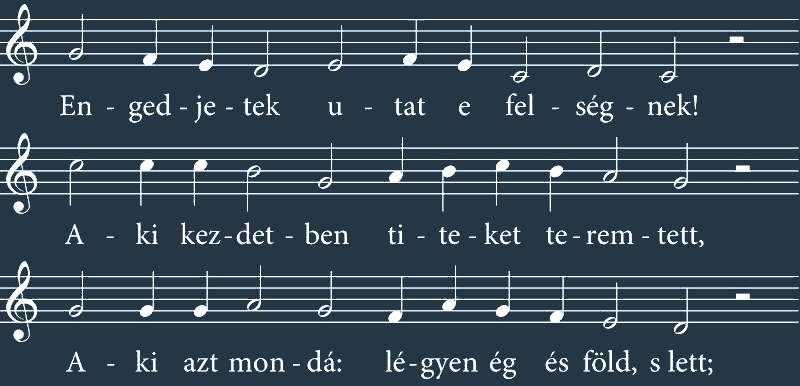 En - ged - je - tek u - tat e fel - ség - nek!
A - ki kez - det - ben ti - te - ket te - rem - tett,
A - ki azt mon - dá: lé - gyen ég és föld, s lett;